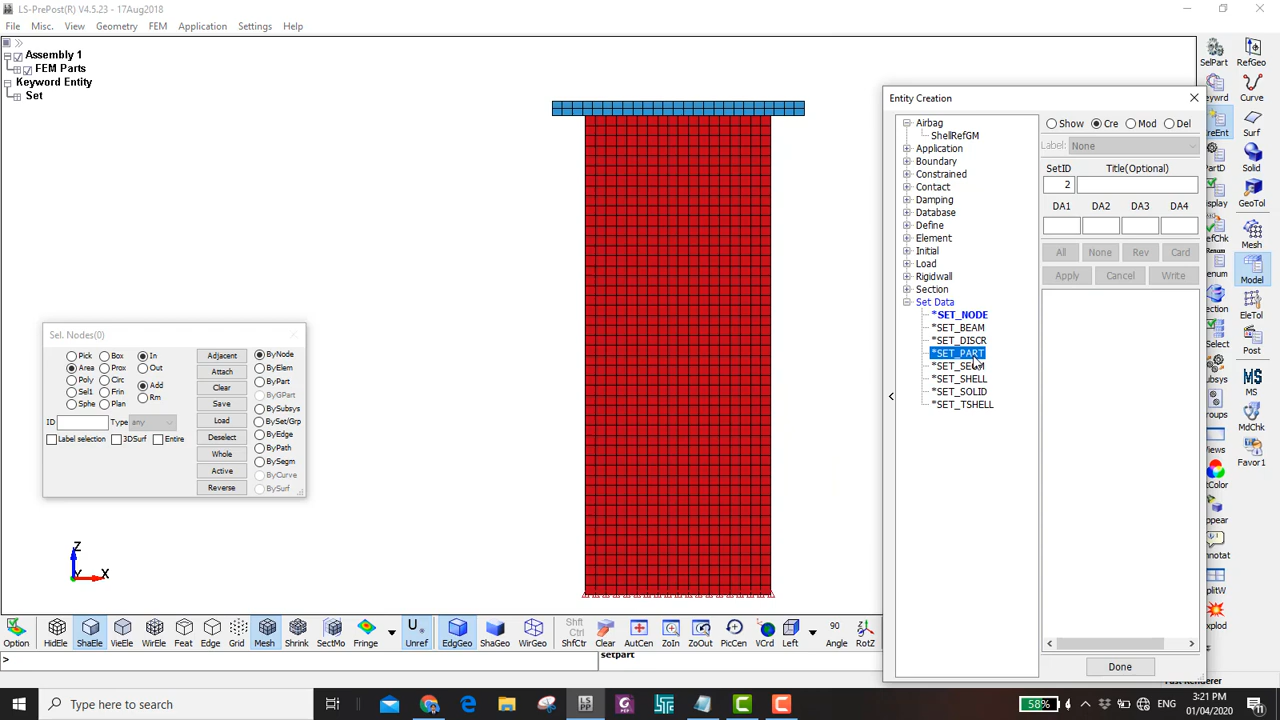 LS-PrePost(R) V4.5.23 - 17Aug2018
File Misc. View Geometry FEM Application Settings Help
Assembly 1
FEM Parts
Keyword Entity
Set
Sel. Nodes(0)
Pick Box In Adjacent ByNode
Area Prox Out Attach ByElem
Poly Circ Clear ByPart
Sel1 Frin Add Save ByGPart
Sphe Plan Rm BySubsys
ID Type any Load BySet/Grp
Label selection 3DSurf Entire Deselect ByEdge
Whole ByPath
Active BySegm
Reverse ByCurve
BySurf
Z
X
Y
Entity Creation
Airbag
ShellRefGM
Application
Boundary
Constrained
Contact
Damping
Database
Define
Element
Initial
Load
Rigidwall
Section
Set Data
*SET_NODE
*SET_BEAM
*SET_DISCR
*SET_PART
*SET_SEGM
*SET_SHELL
*SET_SOLID
*SET_TSHELL
Show Cre Mod Del
Label: None
SetID Title(Optional)
2
DA1 DA2 DA3 DA4
All None Rev Card
Apply Cancel Write
Done
SelPart RefGeo
Curve
Surf
Solid
GeoTol
Mesh
Model
EleTol
Post
MS
MdChk
Favor1
Option HidEle ShaEle VieEle WirEle Feat Edge Grid Mesh Shrink SectMo Fringe Unref EdgGeo ShaGeo WirGeo Shft Ctrl ShfCtr Clear AutCen ZoIn ZoOut PicCen VCrd Left 90 Angle RotZ
>
setpart
Fast Renderer
Type here to search
58%
ENG
3:21 PM
01/04/2020